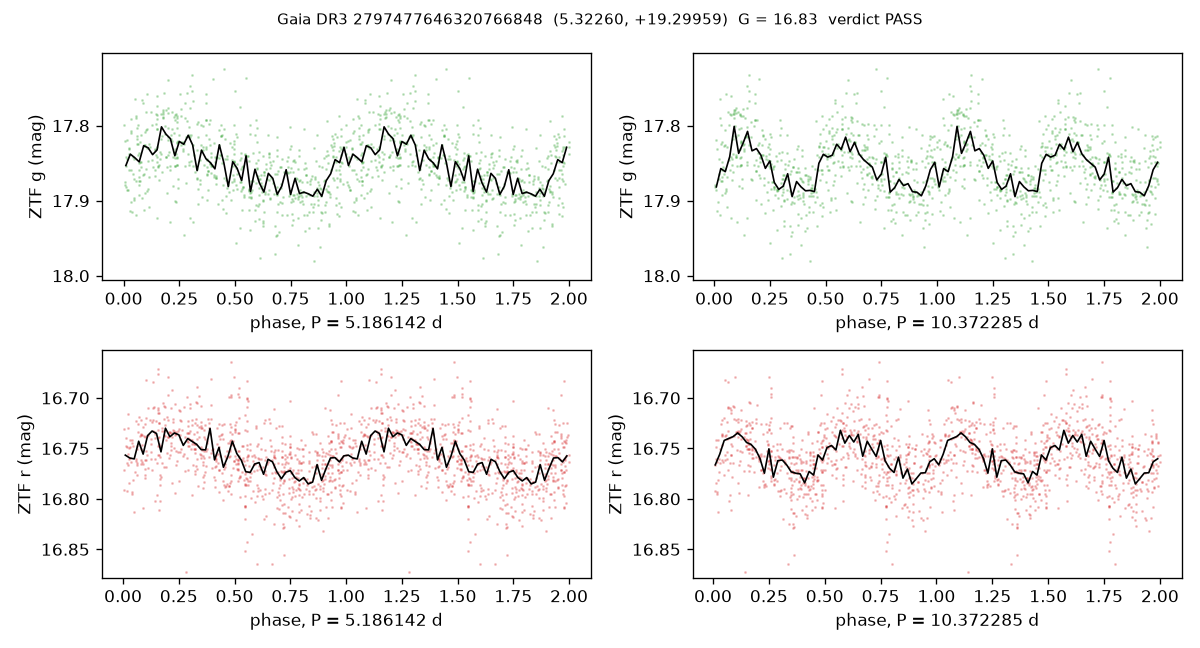 Gaia DR3 2797477646320766848  (5.32260, +19.29959)  G = 16.83  verdict PASS
ZTF g (mag)
17.8
17.9
18.0
0.00 0.25 0.50 0.75 1.00 1.25 1.50 1.75 2.00
phase, P = 5.186142 d
ZTF g (mag)
17.8
17.9
18.0
0.00 0.25 0.50 0.75 1.00 1.25 1.50 1.75 2.00
phase, P = 10.372285 d
ZTF r (mag)
16.70
16.75
16.80
16.85
0.00 0.25 0.50 0.75 1.00 1.25 1.50 1.75 2.00
phase, P = 5.186142 d
ZTF r (mag)
16.70
16.75
16.80
16.85
0.00 0.25 0.50 0.75 1.00 1.25 1.50 1.75 2.00
phase, P = 10.372285 d